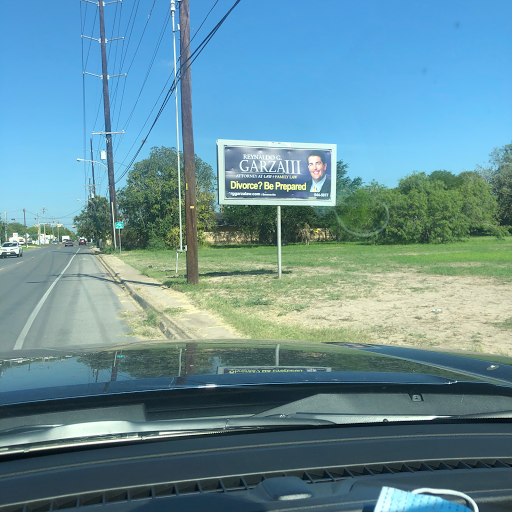 REYNALDO G.
GARZA III
ATTORNEY AT LAW • FAMILY LAW
Divorce? Be Prepared